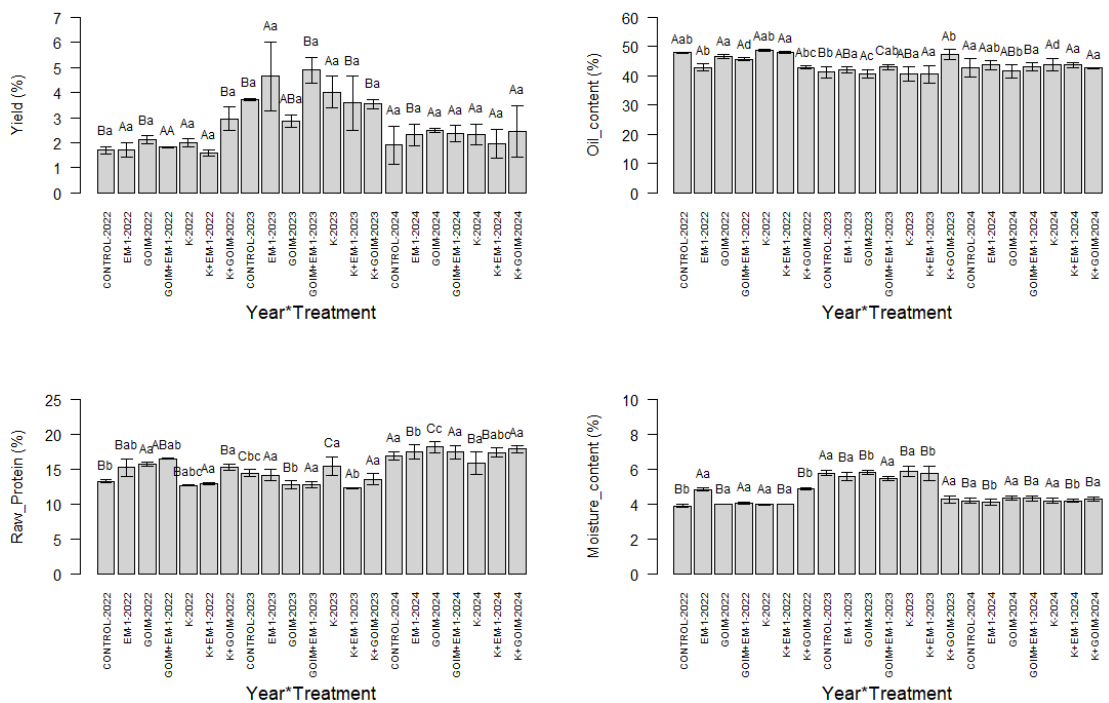 Yield (%)
7
6
5
4
3
2
1
0
Ba
Aa
Ba
AA
Aa
Aa
Ba
Ba
Aa
ABa
Ba
Aa
Ba
Ba
Aa
Ba
Aa
Aa
Aa
Aa
Aa
CONTROL-2022
EM-1-2022
GOIM-2022
GOIM+EM-1-2022
K-2022
K+EM-1-2022
K+GOIM-2022
CONTROL-2023
EM-1-2023
GOIM-2023
GOIM+EM-1-2023
K-2023
K+EM-1-2023
K+GOIM-2023
CONTROL-2024
EM-1-2024
GOIM-2024
GOIM+EM-1-2024
K-2024
K+EM-1-2024
K+GOIM-2024
Year*Treatment
Oil_content (%)
60
50
40
30
20
10
0
Aab
Ab
Aa
Ad
Aab
Aa
Abc
Bb
ABa
Ac
Cab
ABa
Aa
Ab
Aa
Aab
ABb
Ba
Ad
Aa
Aa
CONTROL-2022
EM-1-2022
GOIM-2022
GOIM+EM-1-2022
K-2022
K+EM-1-2022
K+GOIM-2022
CONTROL-2023
EM-1-2023
GOIM-2023
GOIM+EM-1-2023
K-2023
K+EM-1-2023
K+GOIM-2023
CONTROL-2024
EM-1-2024
GOIM-2024
GOIM+EM-1-2024
K-2024
K+EM-1-2024
K+GOIM-2024
Year*Treatment
Raw_Protein (%)
25
20
15
10
5
0
Bb
Bab
Aa
ABab
Babc
Aa
Ba
Cbc
Aa
Bb
Aa
Ca
Ab
Aa
Aa
Bb
Cc
Aa
Ba
Babc
Aa
CONTROL-2022
EM-1-2022
GOIM-2022
GOIM+EM-1-2022
K-2022
K+EM-1-2022
K+GOIM-2022
CONTROL-2023
EM-1-2023
GOIM-2023
GOIM+EM-1-2023
K-2023
K+EM-1-2023
K+GOIM-2023
CONTROL-2024
EM-1-2024
GOIM-2024
GOIM+EM-1-2024
K-2024
K+EM-1-2024
K+GOIM-2024
Year*Treatment
Moisture_content (%)
10
8
6
4
2
0
Bb
Aa
Ba
Aa
Aa
Ba
Bb
Aa
Ba
Bb
Aa
Ba
Bb
Aa
Ba
Bb
Aa
Ba
Aa
Bb
Ba
CONTROL-2022
EM-1-2022
GOIM-2022
GOIM+EM-1-2022
K-2022
K+EM-1-2022
K+GOIM-2022
CONTROL-2023
EM-1-2023
GOIM-2023
GOIM+EM-1-2023
K-2023
K+EM-1-2023
K+GOIM-2023
CONTROL-2024
EM-1-2024
GOIM-2024
GOIM+EM-1-2024
K-2024
K+EM-1-2024
K+GOIM-2024
Year*Treatment